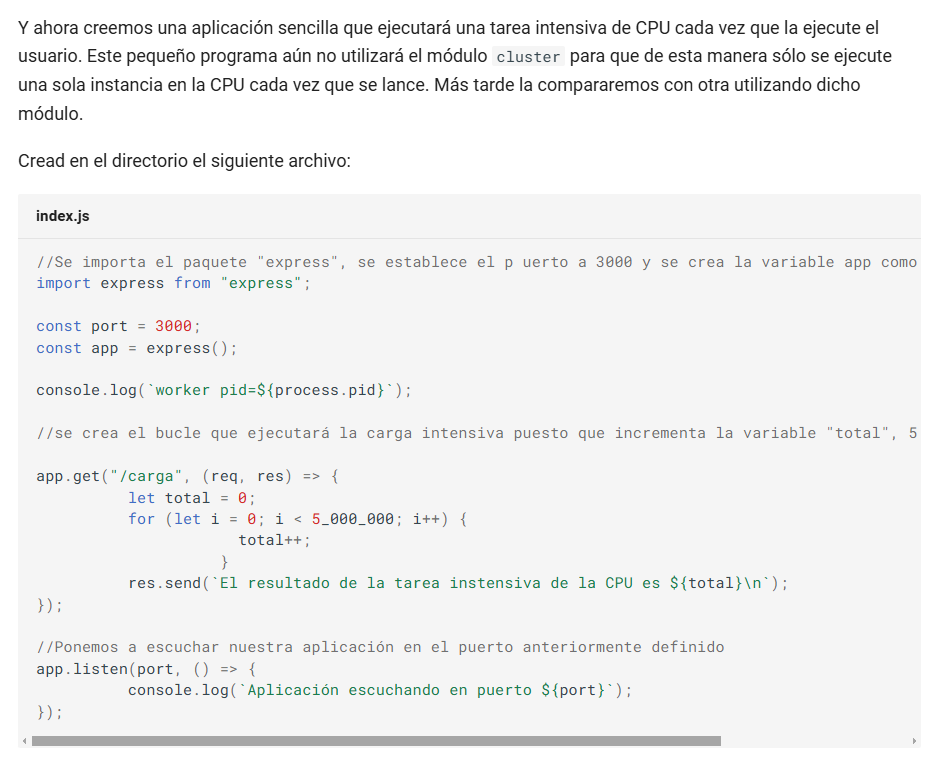 Y ahora creemos una aplicación sencilla que ejecutará una tarea intensiva de CPU cada vez que la ejecute el
usuario. Este pequeño programa aún no utilizará el módulo cluster para que de esta manera sólo se ejecute
una sola instancia en la CPU cada vez que se lance. Más tarde la compararemos con otra utilizando dicho
módulo.
Cread en el directorio el siguiente archivo:
index.js
//Se importa el paquete "express", se establece el p uerto a 3000 y se crea la variable app como
import express from "express";
const port = 3000;
const app = express();
console.log(`worker pid=${process.pid}`);
//se crea el bucle que ejecutará la carga intensiva puesto que incrementa la variable "total", 5
app.get("/carga", (req, res) => {
let total = 0;
for (let i = 0; i < 5_000_000; i++) {
total++;
}
res.send(`El resultado de la tarea instensiva de la CPU es ${total}\n`);
});
//Ponemos a escuchar nuestra aplicación en el puerto anteriormente definido
app.listen(port, () => {
console.log(`Aplicación escuchando en puerto ${port}`);
});